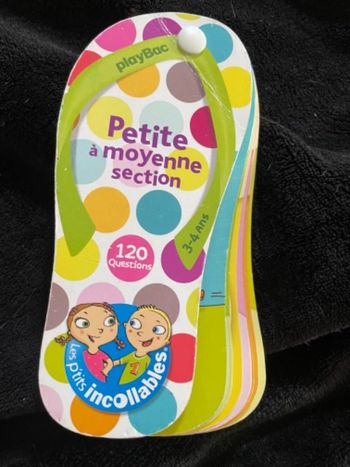 playBac
Petite
à moyenne
section
3-4 Ans
120
Questions
Les p'tits
incollables.